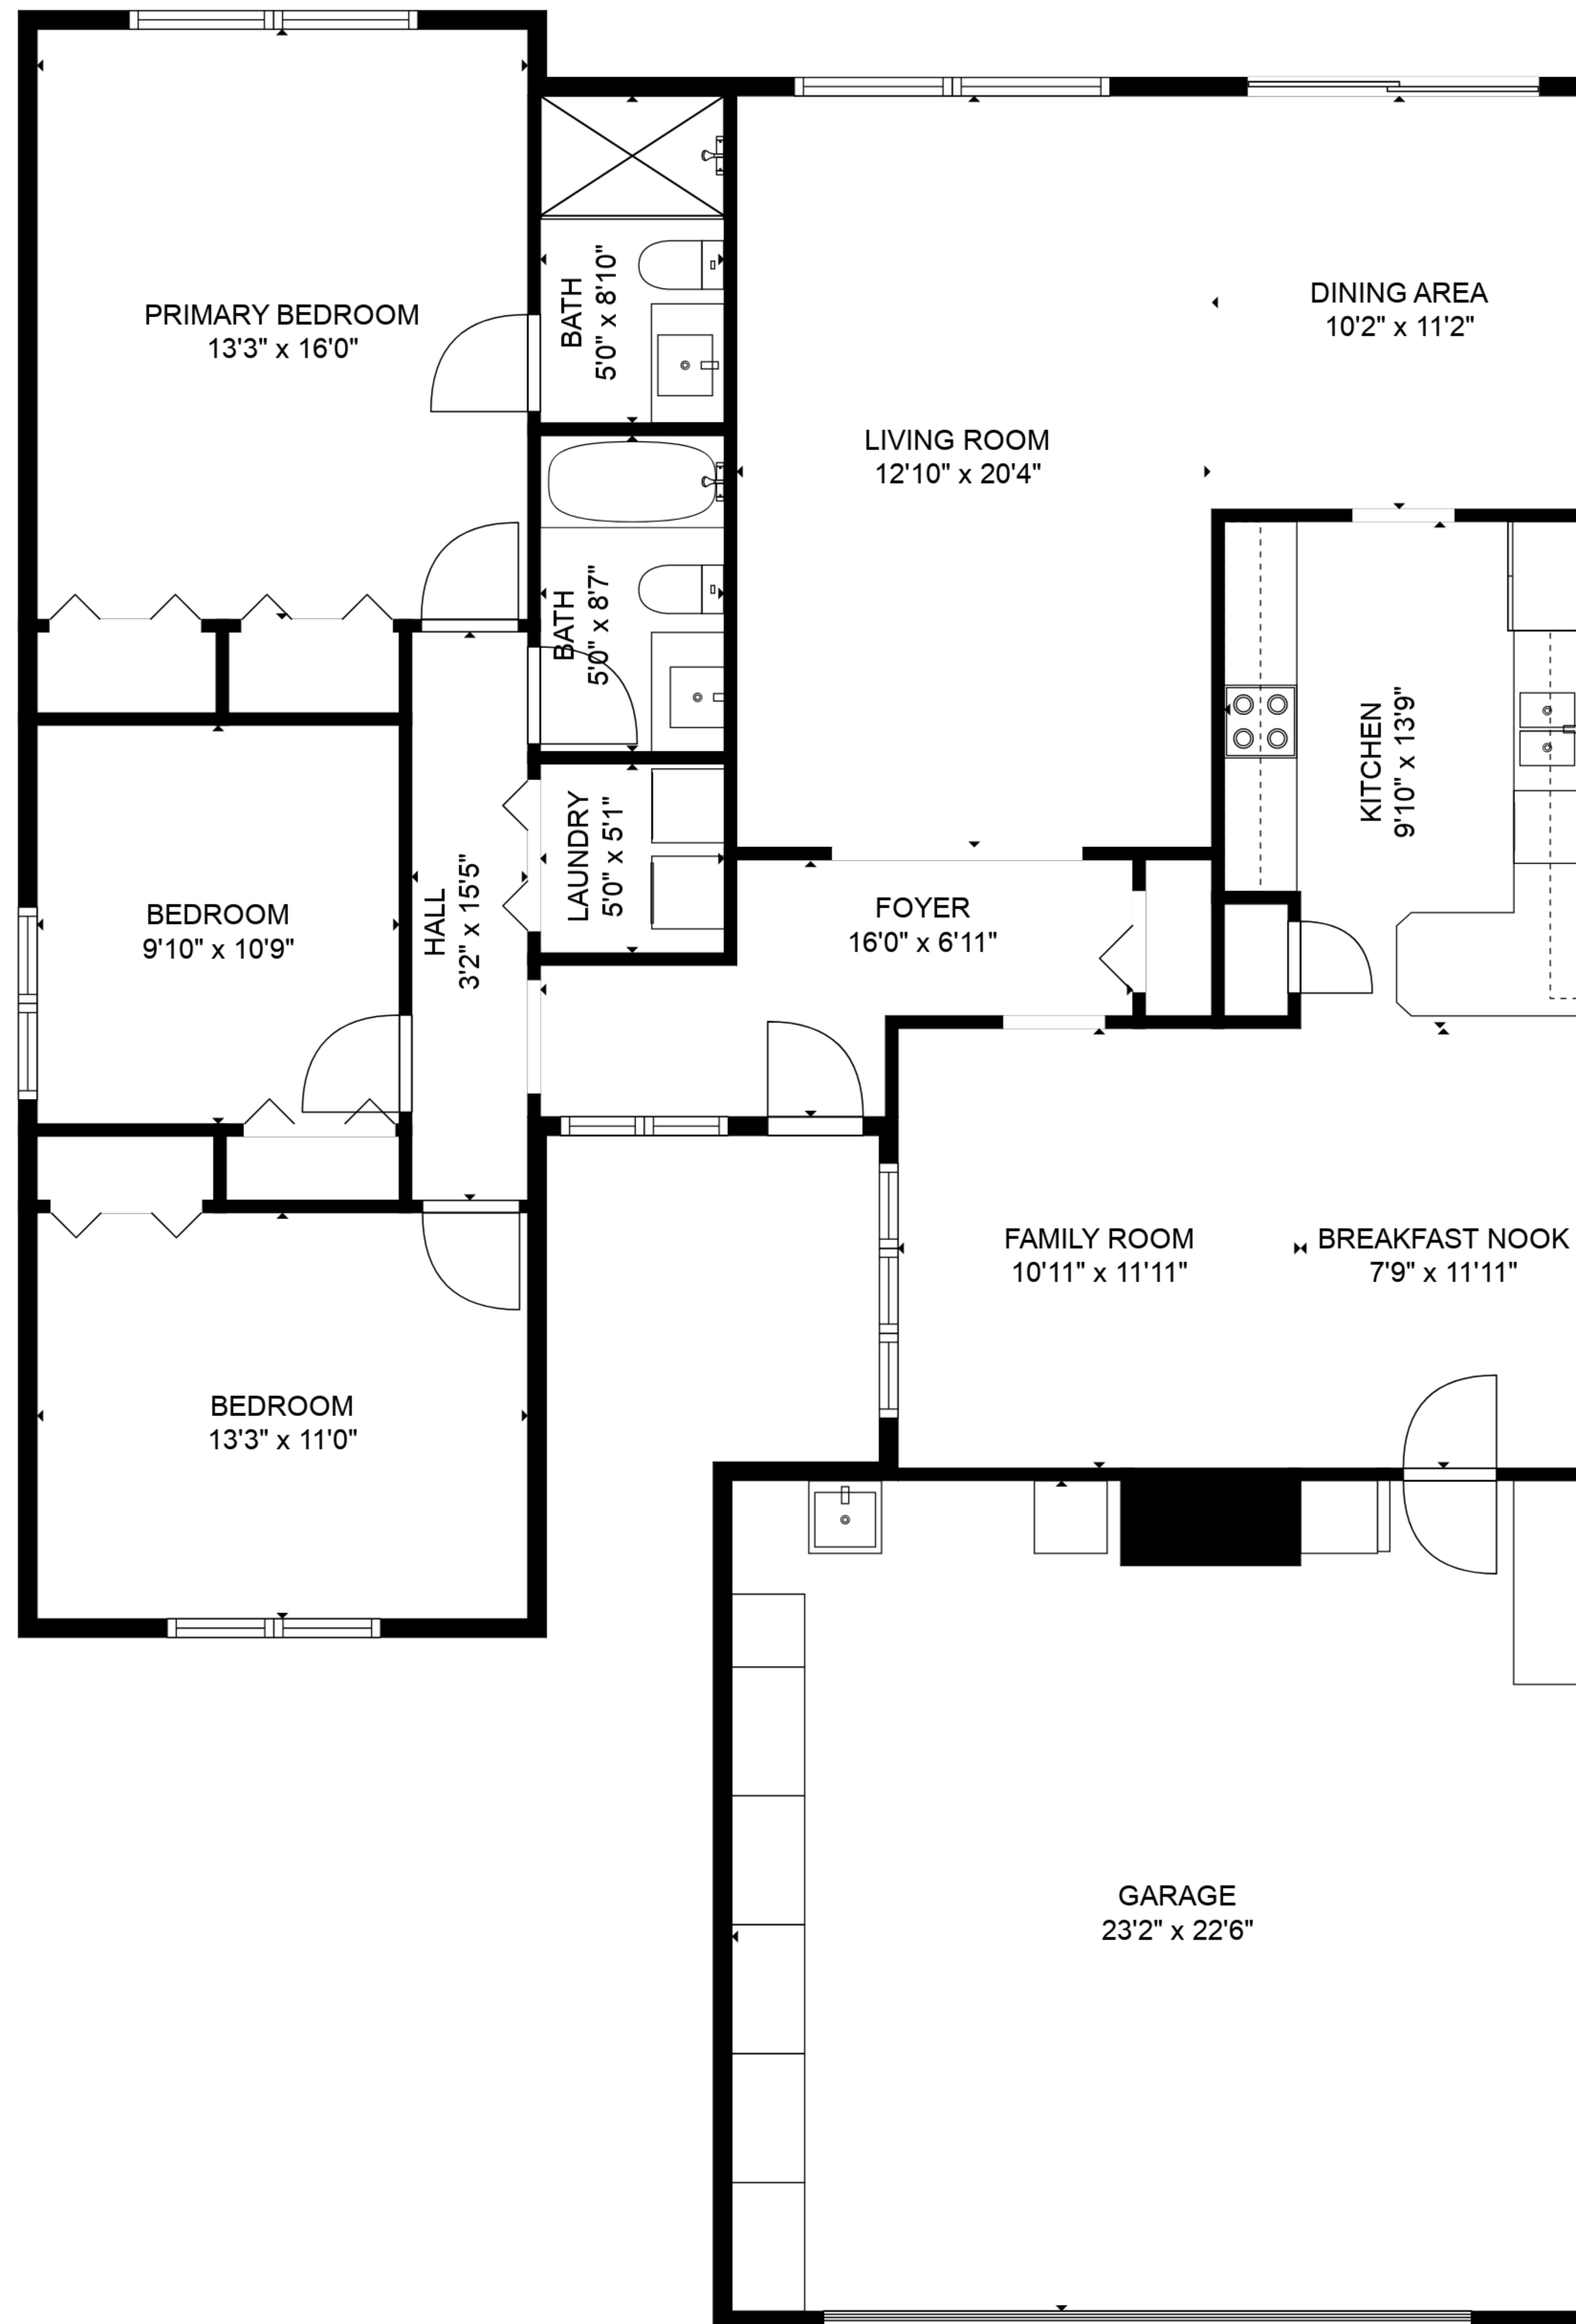 PRIMARY BEDROOM
13'3" x 16'0"
BATH
5'0" x 8'10"
DINING AREA
10'2" x 11'2"
LIVING ROOM
12'10" x 20'4"
BATH
5'0" x 8'7"
KITCHEN
9'10" x 13'9"
LAUNDRY
5'0" x 5'1"
HALL
3'2" x 15'5"
BEDROOM
9'10" x 10'9"
FOYER
16'0" x 6'11"
FAMILY ROOM
10'11" x 11'11"
BREAKFAST NOOK
7'9" x 11'11"
BEDROOM
13'3" x 11'0"
GARAGE
23'2" x 22'6"